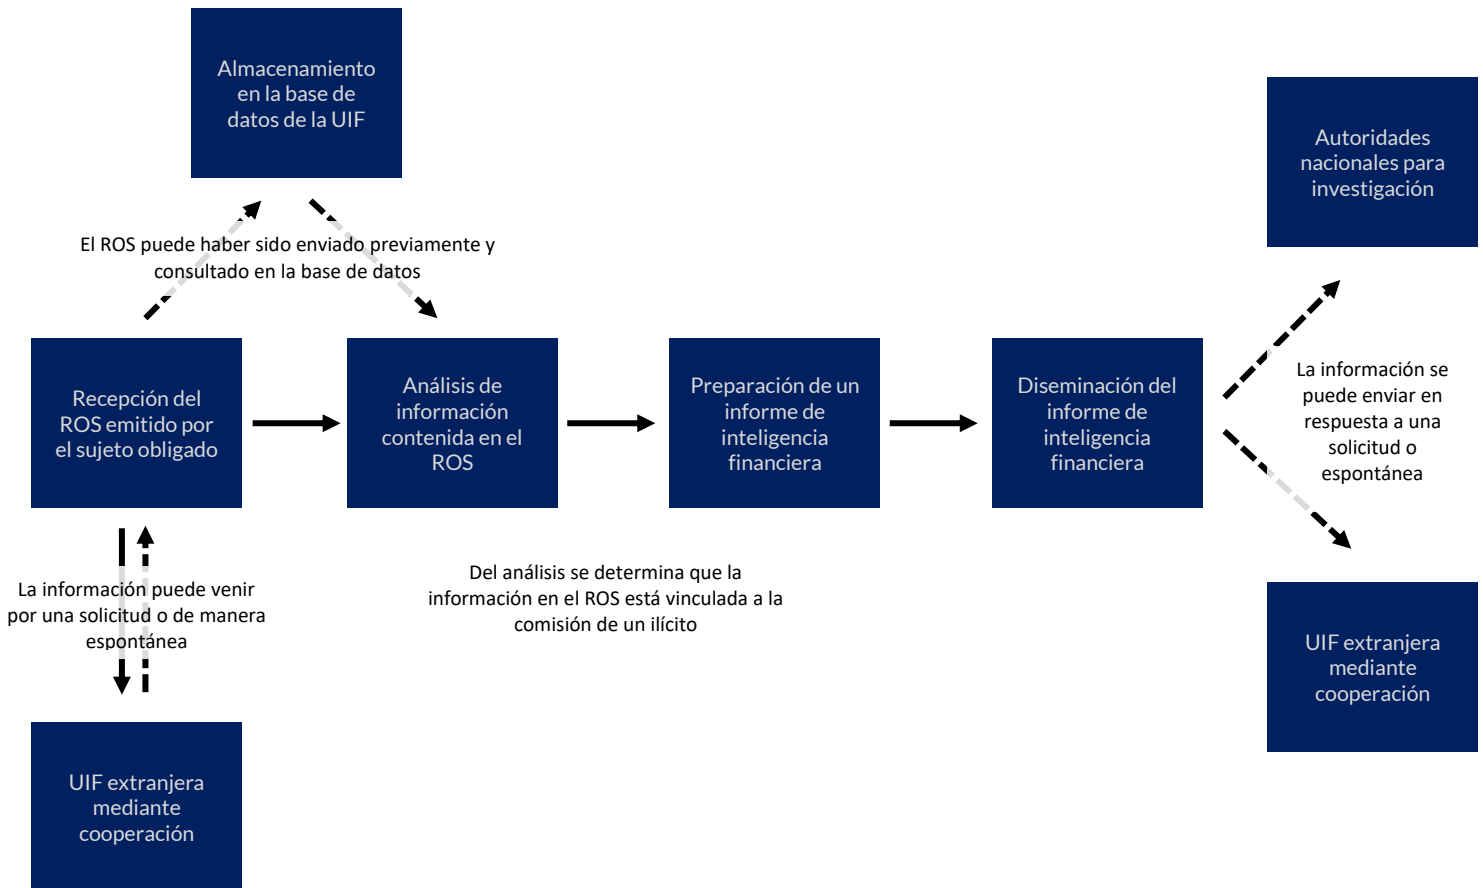 Almacenamiento
en la base de
datos de la UIF
Autoridades
nacionales para
investigación
El ROS puede haber sido enviado previamente y
consultado en la base de datos
Recepción del
ROS emitido por
el sujeto obligado
Análisis de
información
contenida en el
ROS
Preparación de un
informe de
inteligencia
financiera
Diseminación del
informe de
inteligencia
financiera
La información se
puede enviar en
respuesta a una
solicitud o
espontánea
La información puede venir
por una solicitud o de manera
espontánea
Del análisis se determina que la
información en el ROS está vinculada a la
comisión de un ilícito
UIF extranjera
mediante
cooperación
UIF extranjera
mediante
cooperación